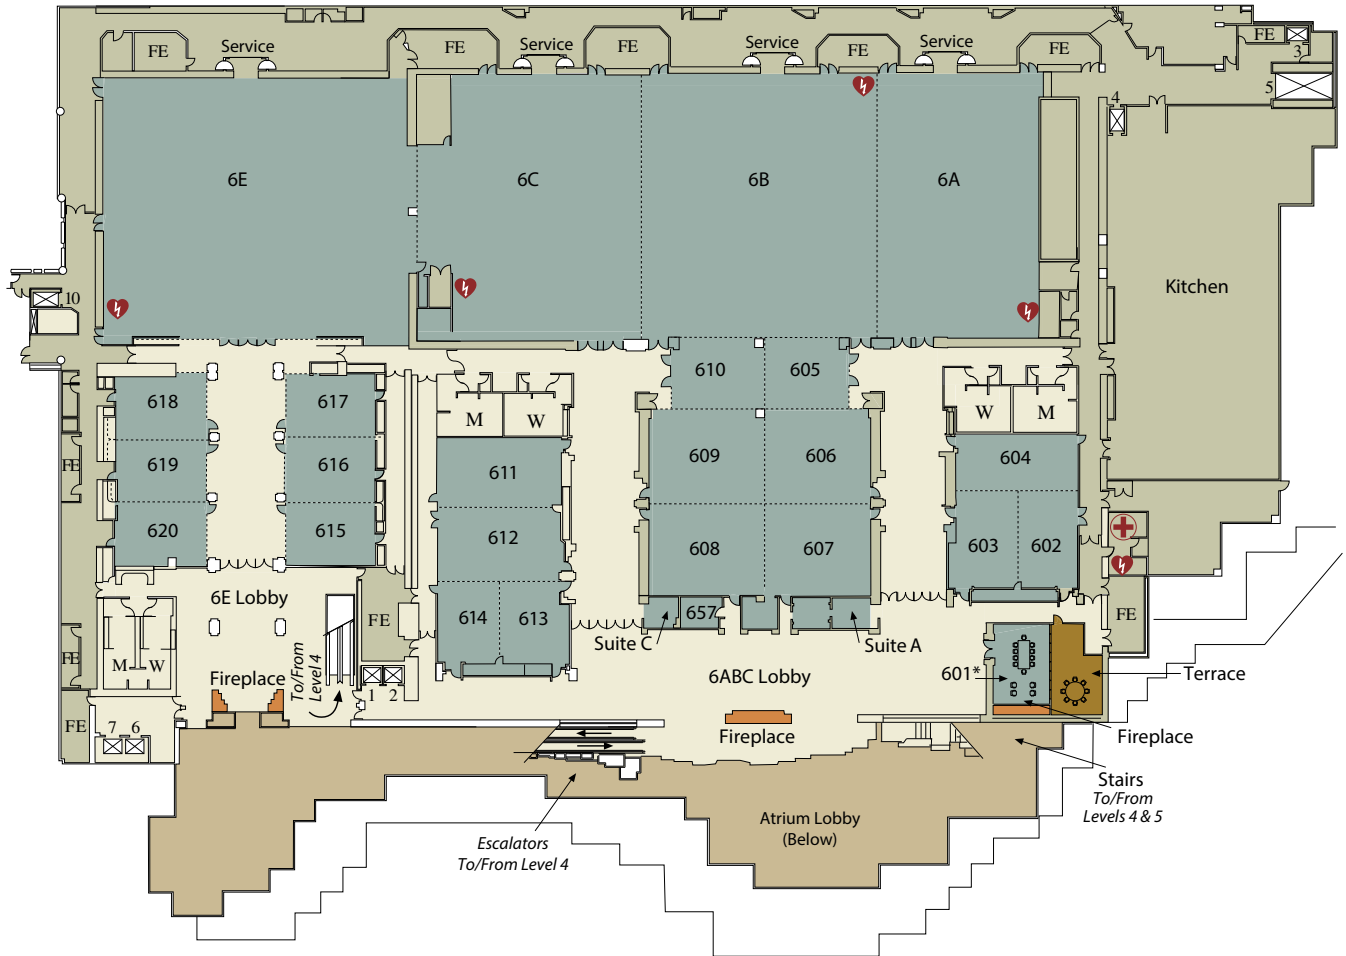 FE
Service
FE
Service
FE
Service
FE
Service
FE
FE
3
5
4
6E
6C
6B
6A
Kitchen
10
610
605
618
617
M
W
W
M
609
606
604
611
FE
619
616
620
615
612
608
607
603
602
6E Lobby
FE
614
613
657
FE
Suite C
Suite A
M
W
FE
To/From
Level 4
Fireplace
1
2
6ABC Lobby
601*
Terrace
FE
7
6
Fireplace
Fireplace
Stairs
To/From
Levels 4 & 5
Atrium Lobby
(Below)
Escalators
To/From Level 4